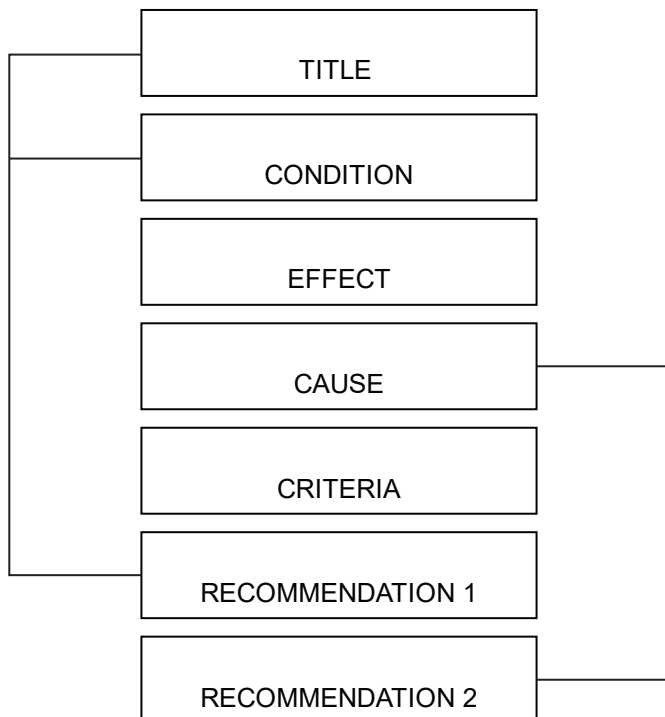 TITLE
CONDITION
EFFECT
CAUSE
CRITERIA
RECOMMENDATION 1
RECOMMENDATION 2